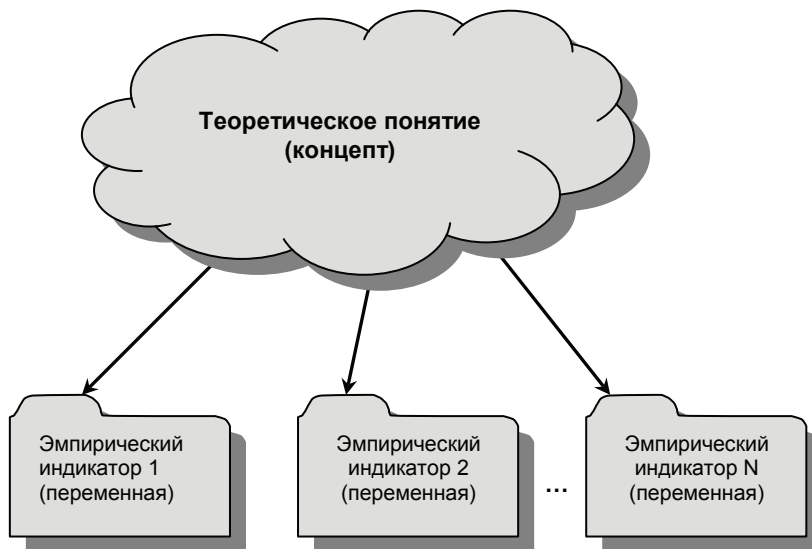 Теоретическое понятие
(концепт)
Эмпирический
индикатор 1
(переменная)
Эмпирический
индикатор 2
(переменная)
...
Эмпирический
индикатор N
(переменная)